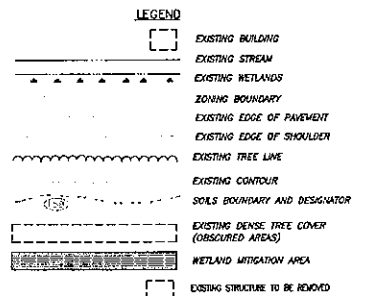 LEGEND
EXISTING BUILDING
EXISTING STREAM
EXISTING WETLANDS
ZONING BOUNDARY
EXISTING EDGE OF PAVEMENT
EXISTING EDGE OF SHOULDER
EXISTING TREE LINE
EXISTING CONTOUR
SOILS BOUNDARY AND DESIGNATOR
EXISTING DENSE TREE COVER
(OBSCURED AREAS)
WETLAND MITIGATION AREA
EXISTING STRUCTURE TO BE REMOVED